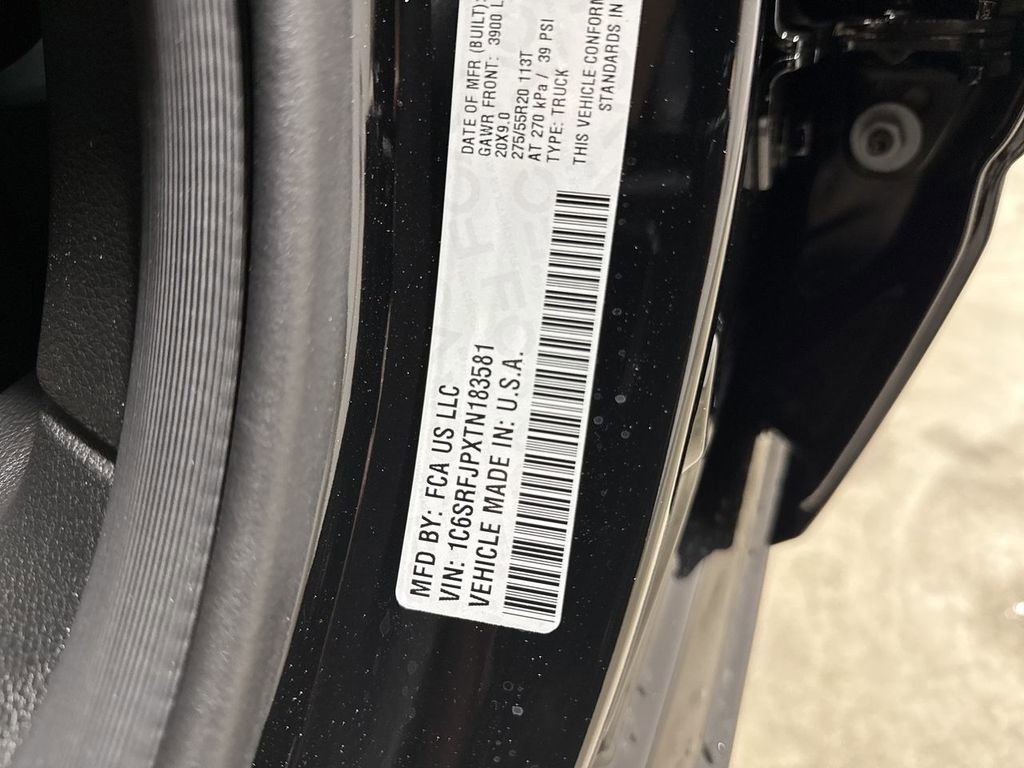 MFD BY: FCA US LLC
VIN: 1C6SRFJPXTN183581
VEHICLE MADE IN: U.S.A.
DATE OF MFR (BUILT):
GAWR FRONT: 3900 L
20X9.0
275/55R20 113T
AT 270 kPa / 39 PSI
TYPE: TRUCK
THIS VEHICLE CONFORM
STANDARDS IN